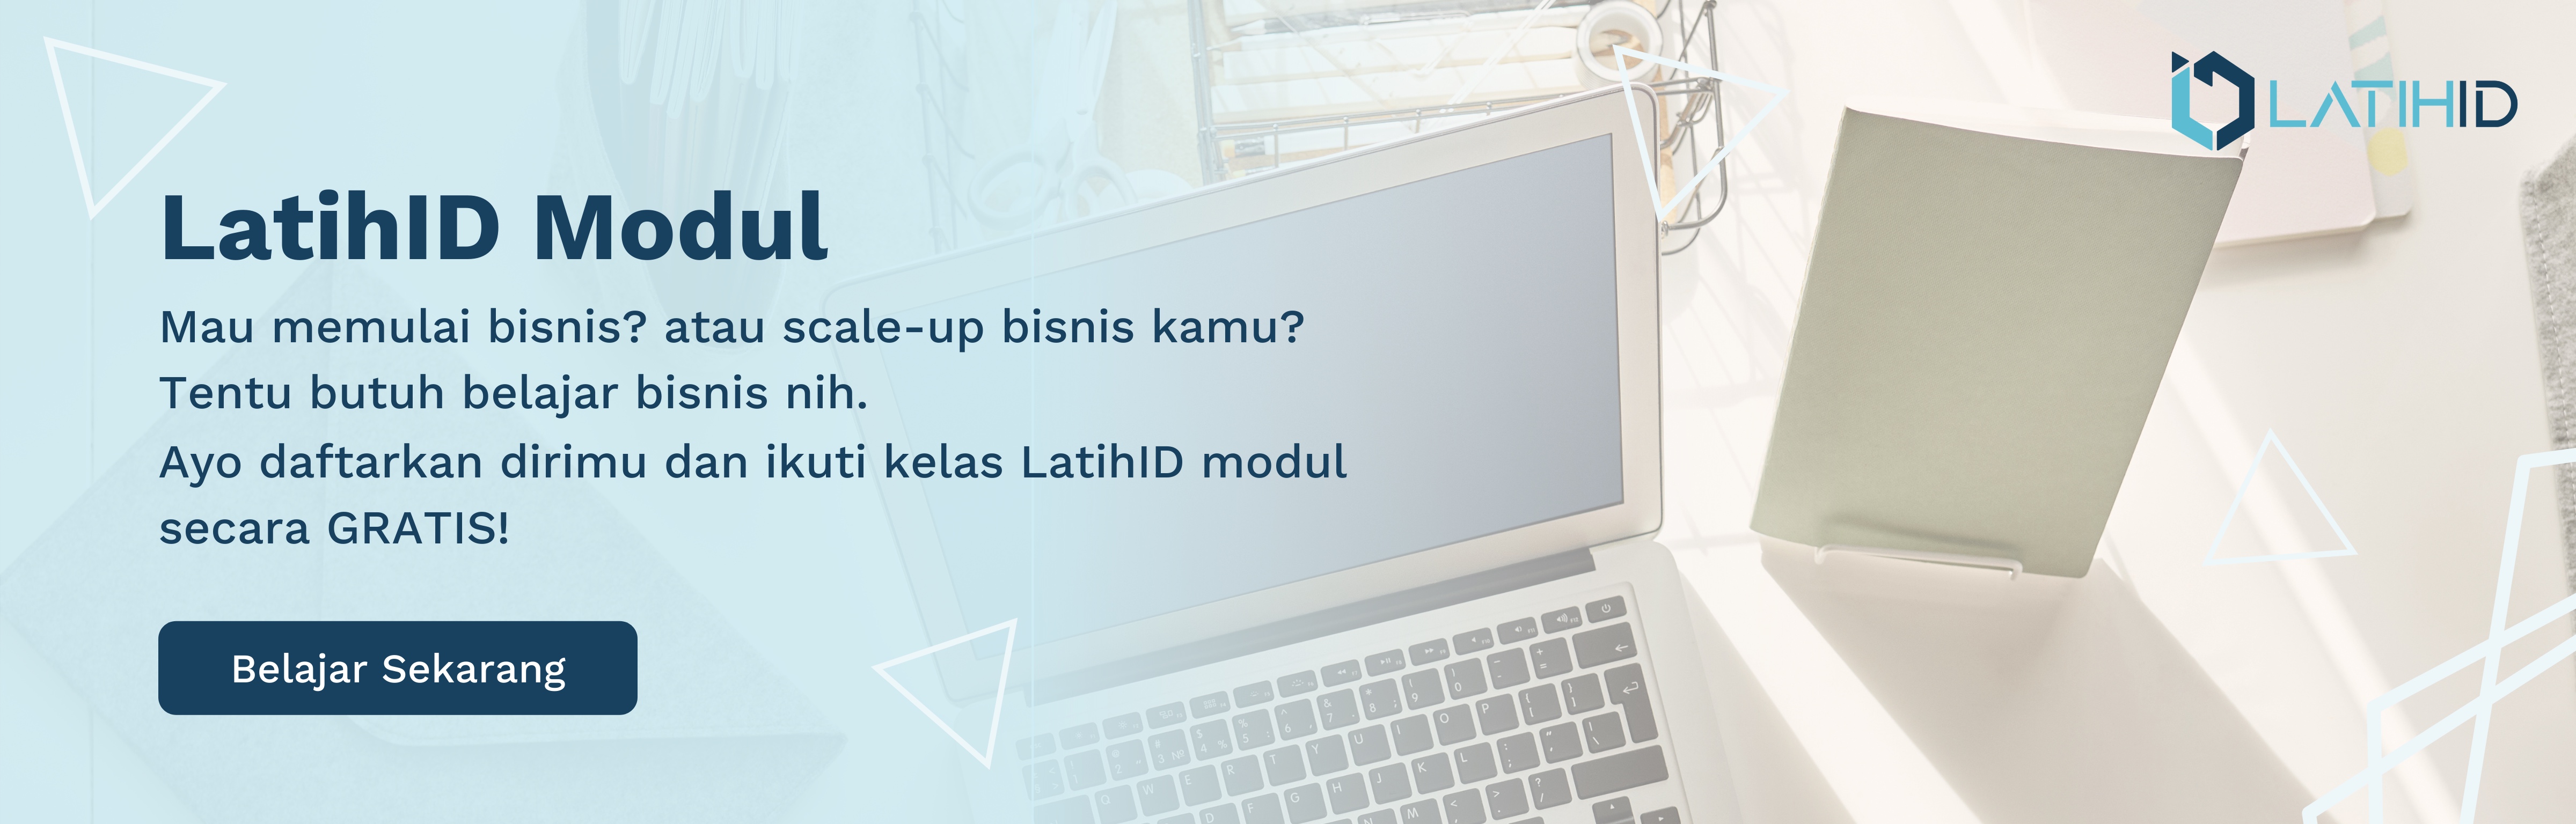 LATIHID
LatihID Modul
Mau memulai bisnis? atau scale-up bisnis kamu?
Tentu butuh belajar bisnis nih.
Ayo daftarkan dirimu dan ikuti kelas LatihID modul
secara GRATIS!
Belajar Sekarang